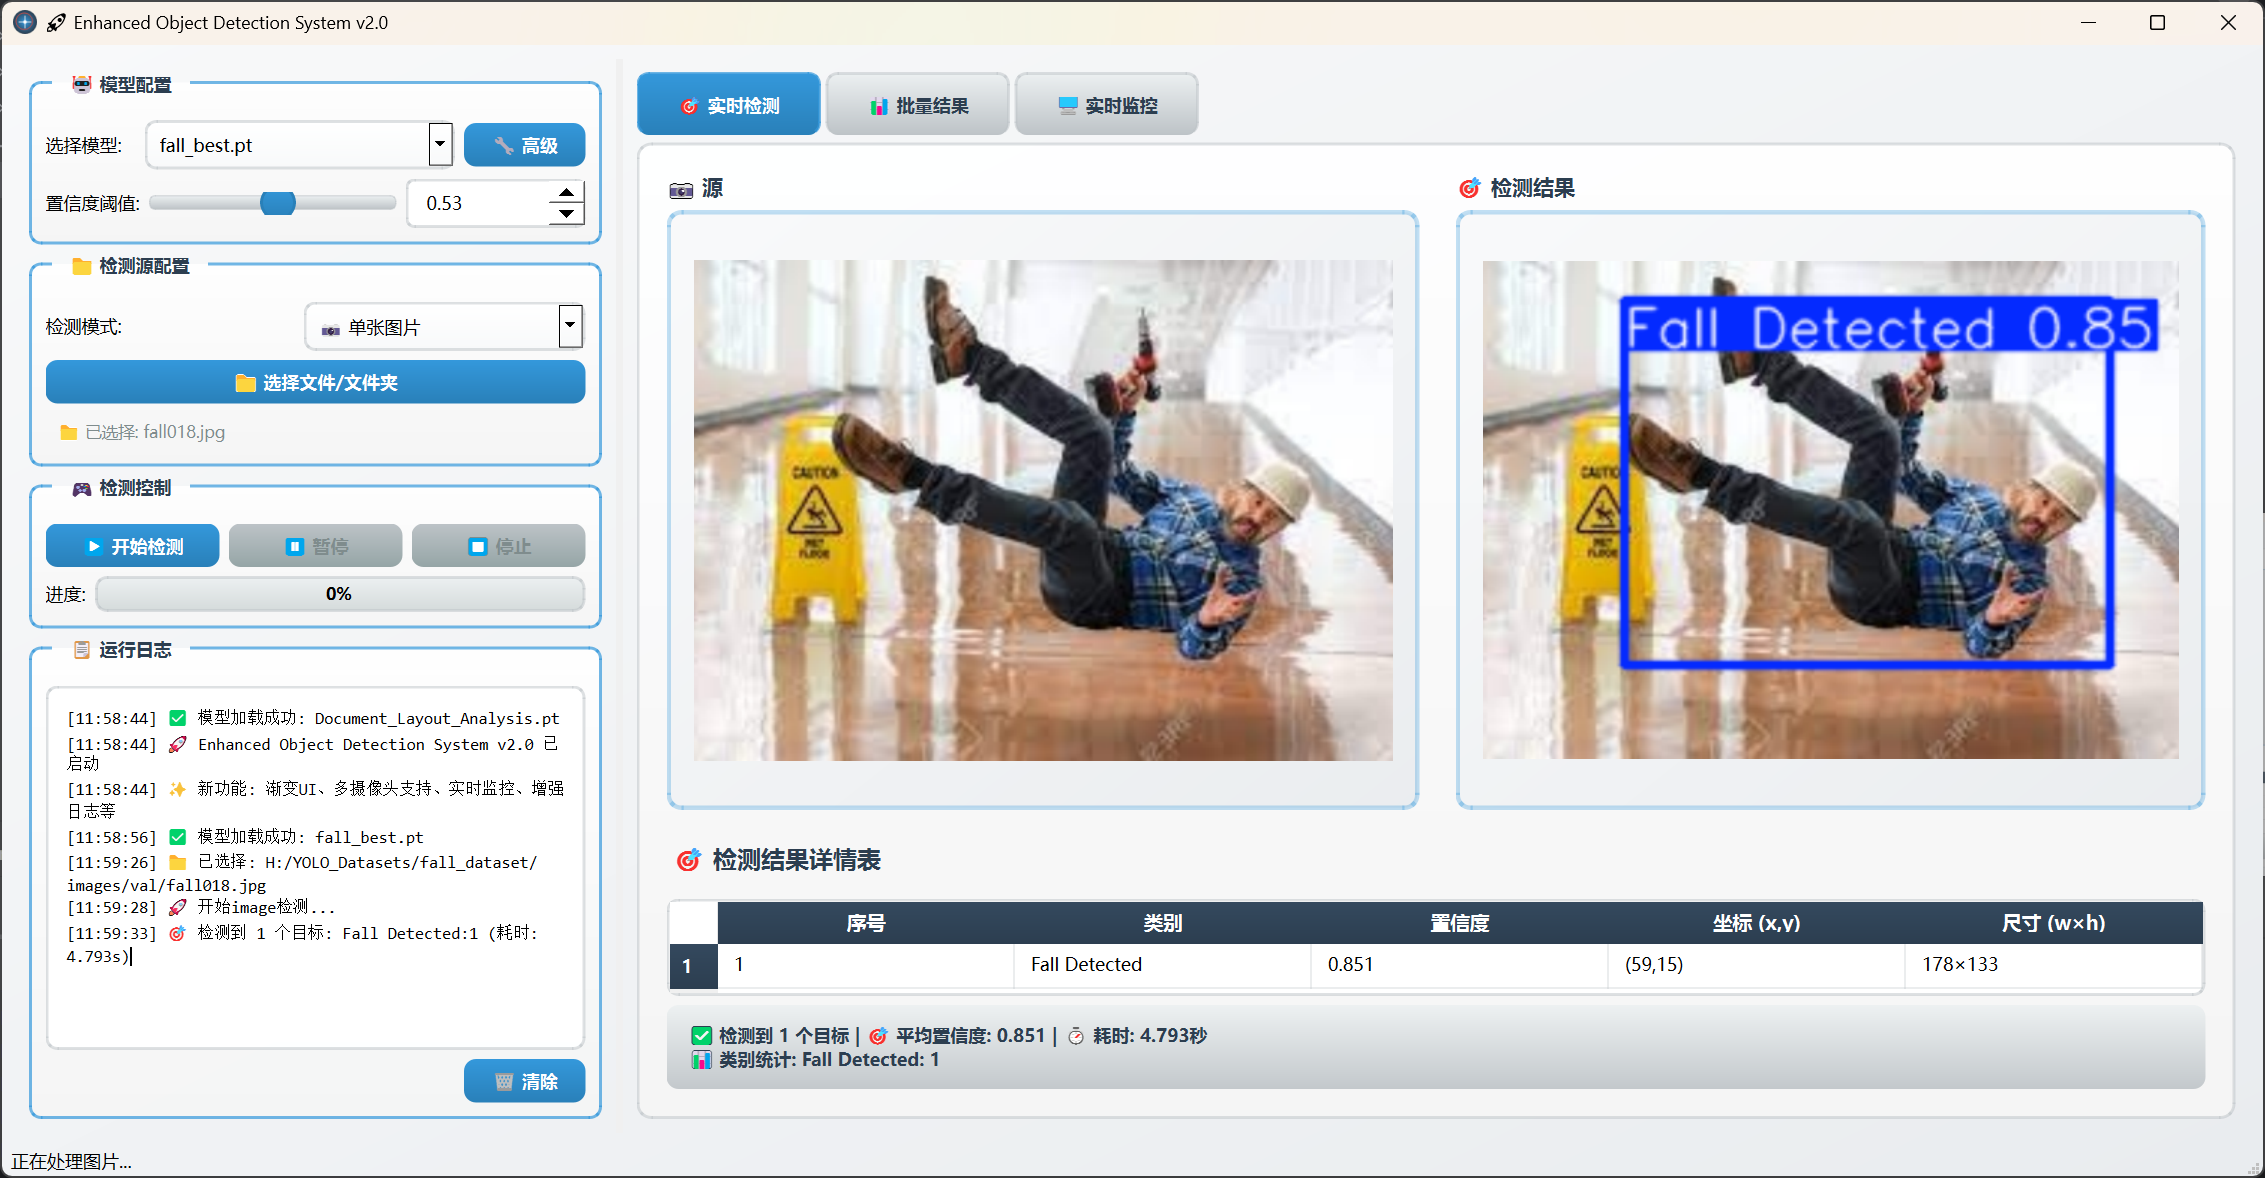 Enhanced Object Detection System v2.0
模型配置
选择模型:
fall_best.pt
高级
置信度阈值:
0.53
检测源配置
检测模式:
单张图片
选择文件/文件夹
已选择: fall018.jpg
检测控制
开始检测
暂停
停止
进度:
0%
运行日志
[11:58:44] ✅ 模型加载成功: Document_Layout_Analysis.pt
[11:58:44] 🚀 Enhanced Object Detection System v2.0 已
启动
[11:58:44] ✨ 新功能: 渐变UI、多摄像头支持、实时监控、增强
日志等
[11:58:56] ✅ 模型加载成功: fall_best.pt
[11:59:26] 📁 已选择: H:/YOLO_Datasets/fall_dataset/
images/val/fall018.jpg
[11:59:28] 🚀 开始image检测...
[11:59:33] 🎯 检测到 1 个目标: Fall Detected:1 (耗时:
4.793s)
清除
正在处理图片...
实时检测
批量结果
实时监控
源
CAUTION
WET
FLOOR
检测结果
Fall Detected 0.85
检测结果详情表
序号 类别 置信度 坐标 (x,y) 尺寸 (w×h)
1 1 Fall Detected 0.851 (59,15) 178×133
✅ 检测到 1 个目标 | 🎯 平均置信度: 0.851 | ⏱ 耗时: 4.793秒
📊 类别统计: Fall Detected: 1